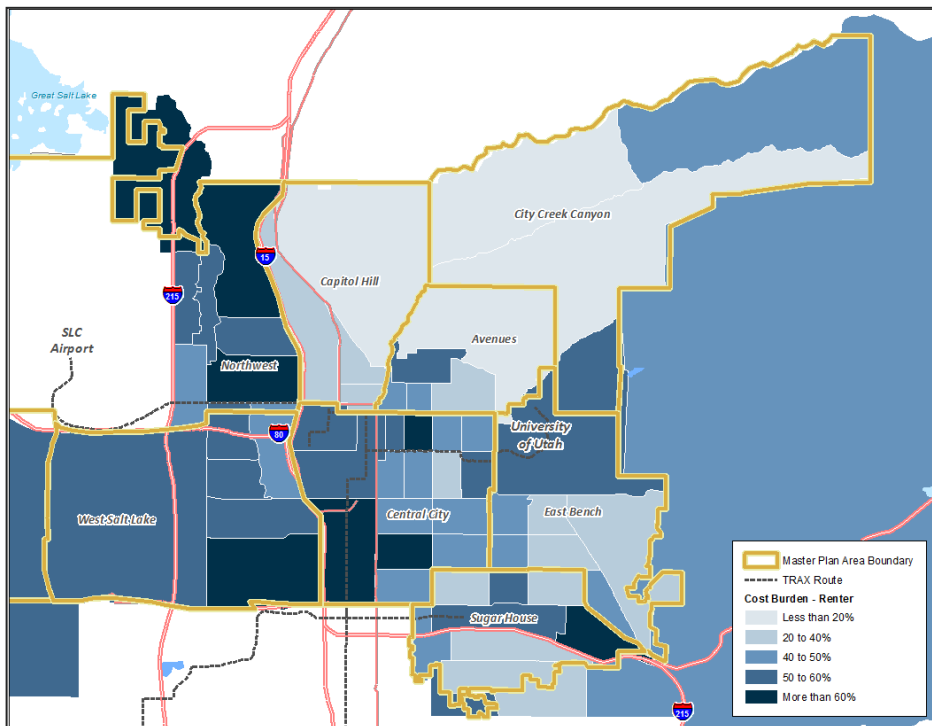 Great Salt Lake
City Creek Canyon
15
Capitol Hill
215
SLC
Airport
Avenues
Northwest
University
of Utah
80
West Salt Lake
Central City
East Bench
Sugar House
215
Master Plan Area Boundary
TRAX Route
Cost Burden - Renter
Less than 20%
20 to 40%
40 to 50%
50 to 60%
More than 60%